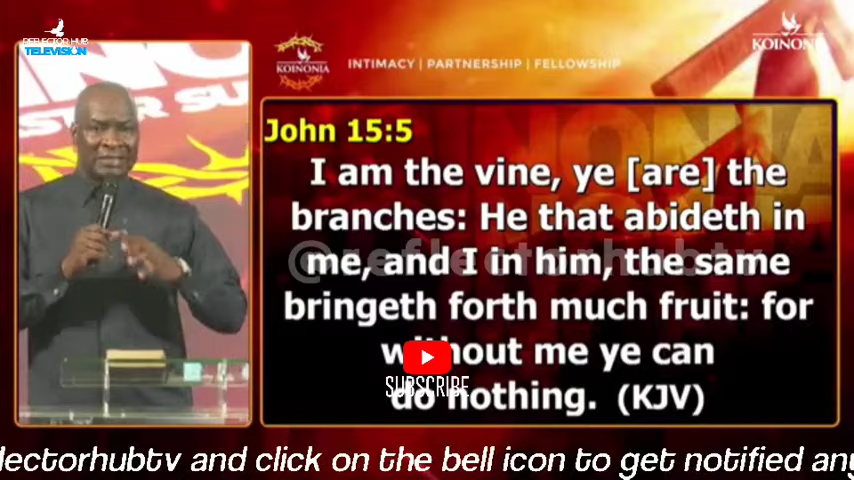 REFLECTOR HUB
TELEVISION
KOINONIA
INTIMACY | PARTNERSHIP | FELLOWSHIP
KOINONIA
John 15:5
I am the vine, ye [are] the
branches: He that abideth in
me, and I in him, the same
bringeth forth much fruit: for
without me ye can
do nothing. (KJV)
@reflectorhubtv
SUBSCRIBE
lectorhubtv and click on the bell icon to get notified any